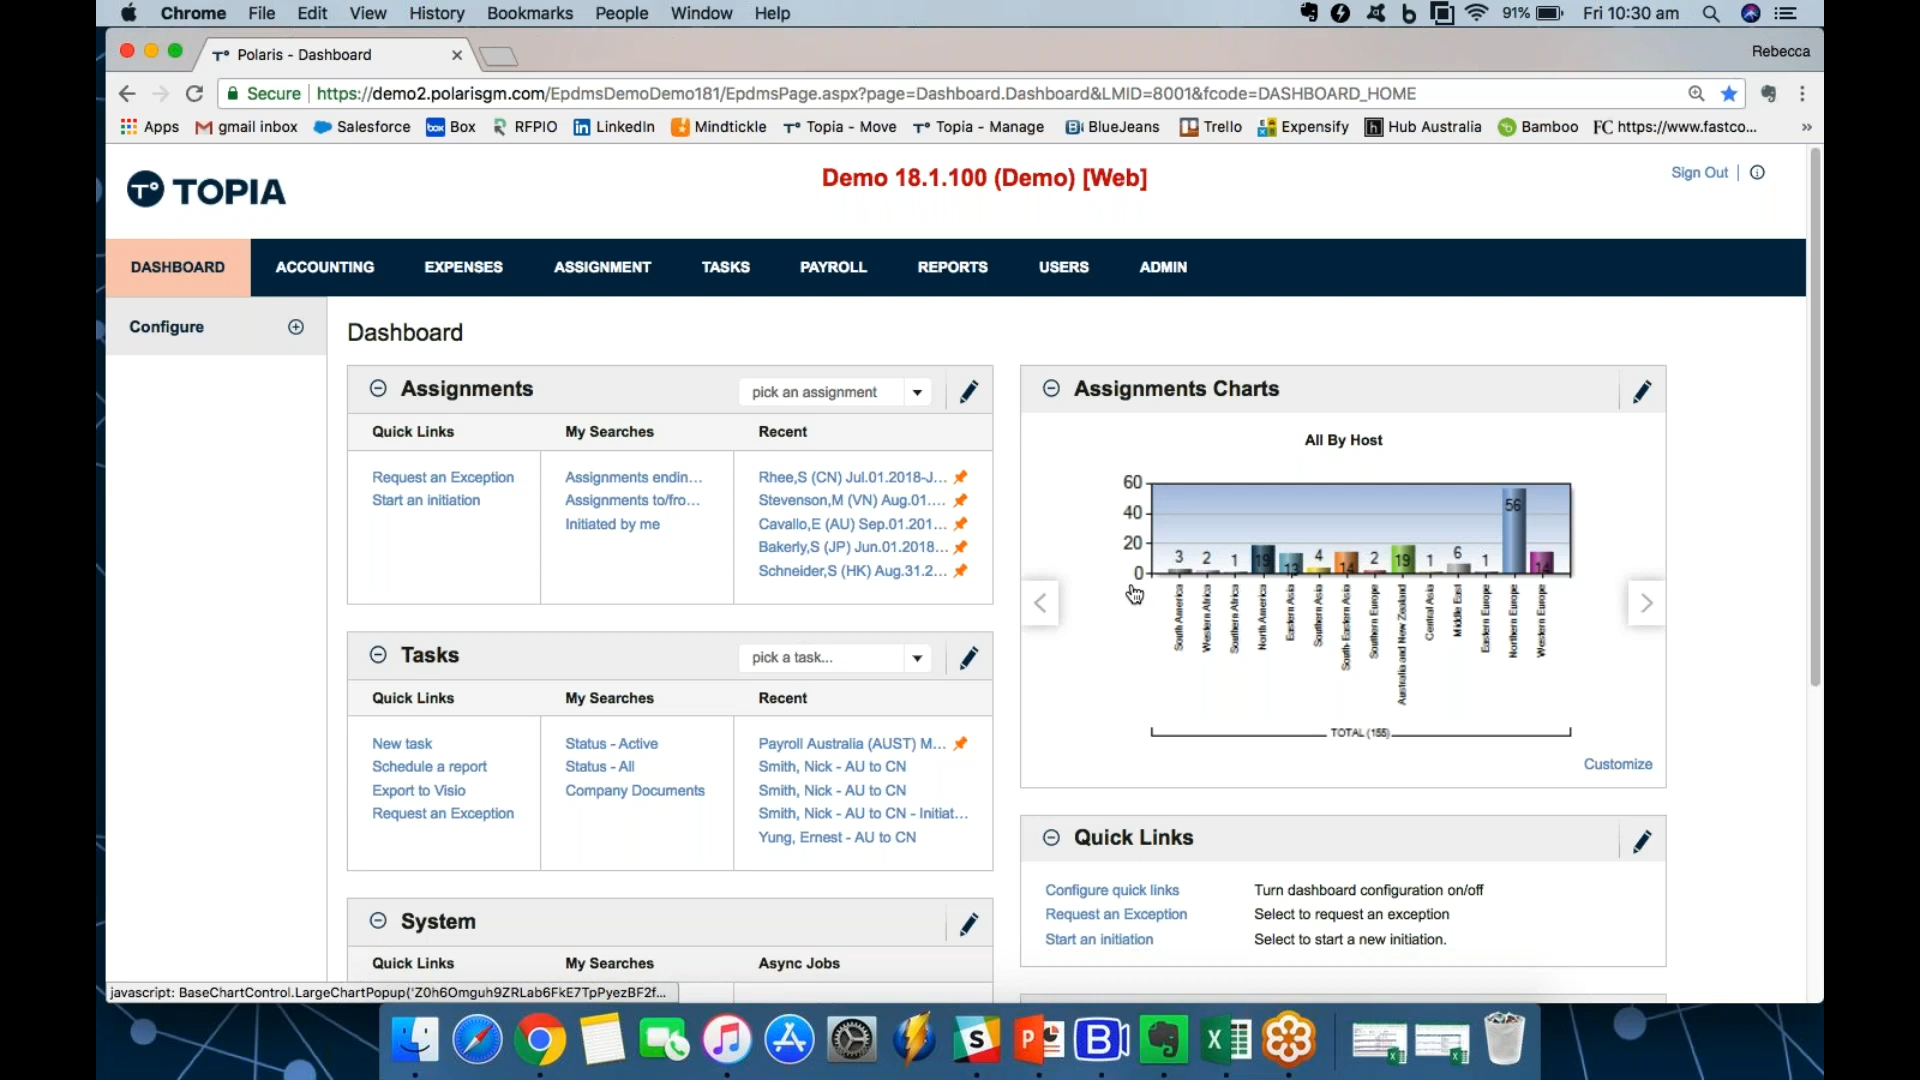 Chrome File Edit View History Bookmarks People Window Help 91% Fri 10:30 am
T° Polaris - Dashboard
Rebecca
Secure https://demo2.polarisgm.com/EpdmsDemoDemo181/EpdmsPage.aspx?page=Dashboard.Dashboard&LMID=8001&fcode=DASHBOARD_HOME
Apps gmail inbox Salesforce Box RFPIO LinkedIn Mindtickle Topia - Move Topia - Manage BlueJeans Trello Expensify Hub Australia Bamboo FC https://www.fastco... »
T° TOPIA
Demo 18.1.100 (Demo) [Web]
Sign Out
DASHBOARD ACCOUNTING EXPENSES ASSIGNMENT TASKS PAYROLL REPORTS USERS ADMIN
Configure
Dashboard
Assignments
pick an assignment
Quick Links My Searches Recent
Request an Exception Assignments endin... Rhee,S (CN) Jul.01.2018-J...
Start an initiation Assignments to/fro... Stevenson,M (VN) Aug.01....
Initiated by me Cavallo,E (AU) Sep.01.201...
Bakerly,S (JP) Jun.01.2018...
Schneider,S (HK) Aug.31.2...
Assignments Charts
All By Host
60
40
20
0
3 2 1 19 13 4 14 2 19 1 6 1 56 14
South America
Western Africa
Southern Africa
North America
Eastern Asia
Southern Asia
South-Eastern Asia
Southern Europe
Australia and New Zealand
Central Asia
Middle East
Eastern Europe
Northern Europe
Western Europe
TOTAL (155)
Customize
Tasks
pick a task...
Quick Links My Searches Recent
New task Status - Active Payroll Australia (AUST) M...
Schedule a report Status - All Smith, Nick - AU to CN
Export to Visio Company Documents Smith, Nick - AU to CN
Request an Exception Smith, Nick - AU to CN - Initiat...
Yung, Ernest - AU to CN
Quick Links
Configure quick links Turn dashboard configuration on/off
Request an Exception Select to request an exception
Start an initiation Select to start a new initiation.
System
Quick Links My Searches Async Jobs
javascript: BaseChartControl.LargeChartPopup('Z0h6Omguh9ZRLab6FkE7TpPyezBF2f...